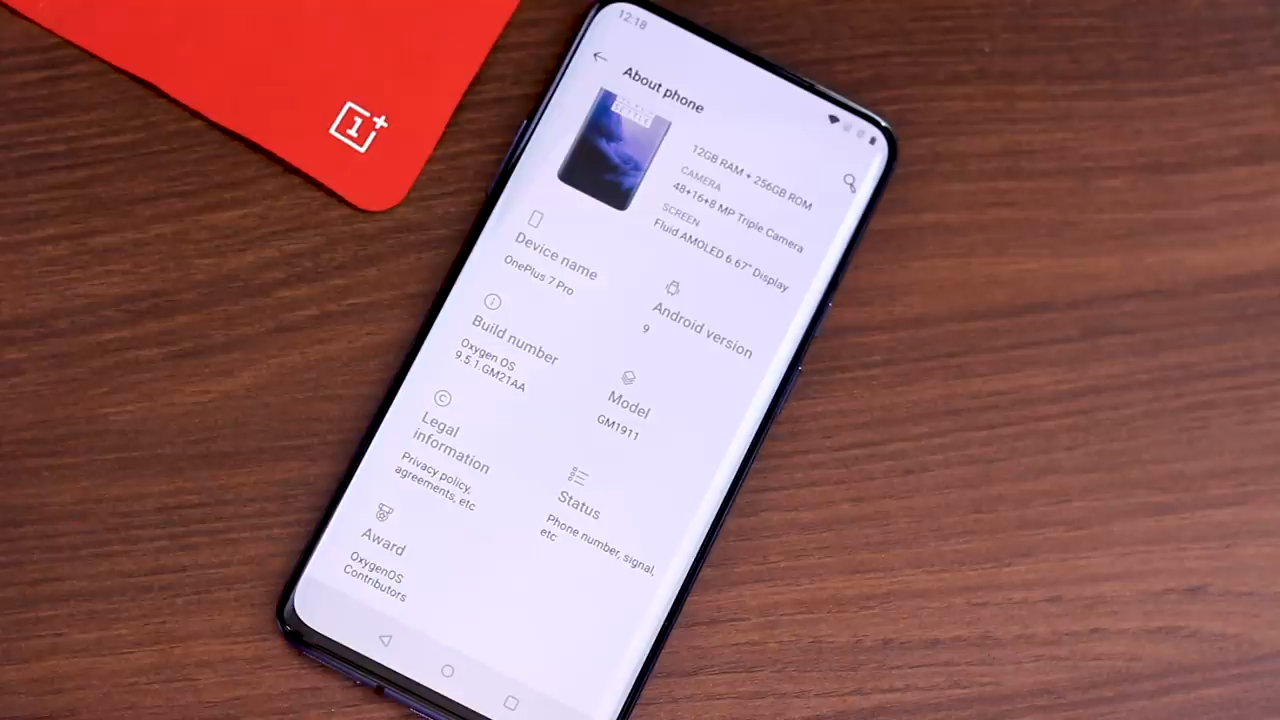 12:18
About phone
SETTLE
12GB RAM + 256GB ROM
CAMERA
48+16+8 MP Triple Camera
SCREEN
Fluid AMOLED 6.67" Display
Device name
OnePlus 7 Pro
Android version
9
Build number
Oxygen OS
9.5.1.GM21AA
Model
GM1911
Legal
information
Privacy policy,
agreements, etc
Status
Phone number, signal,
etc
Award
OxygenOS
Contributors
1+